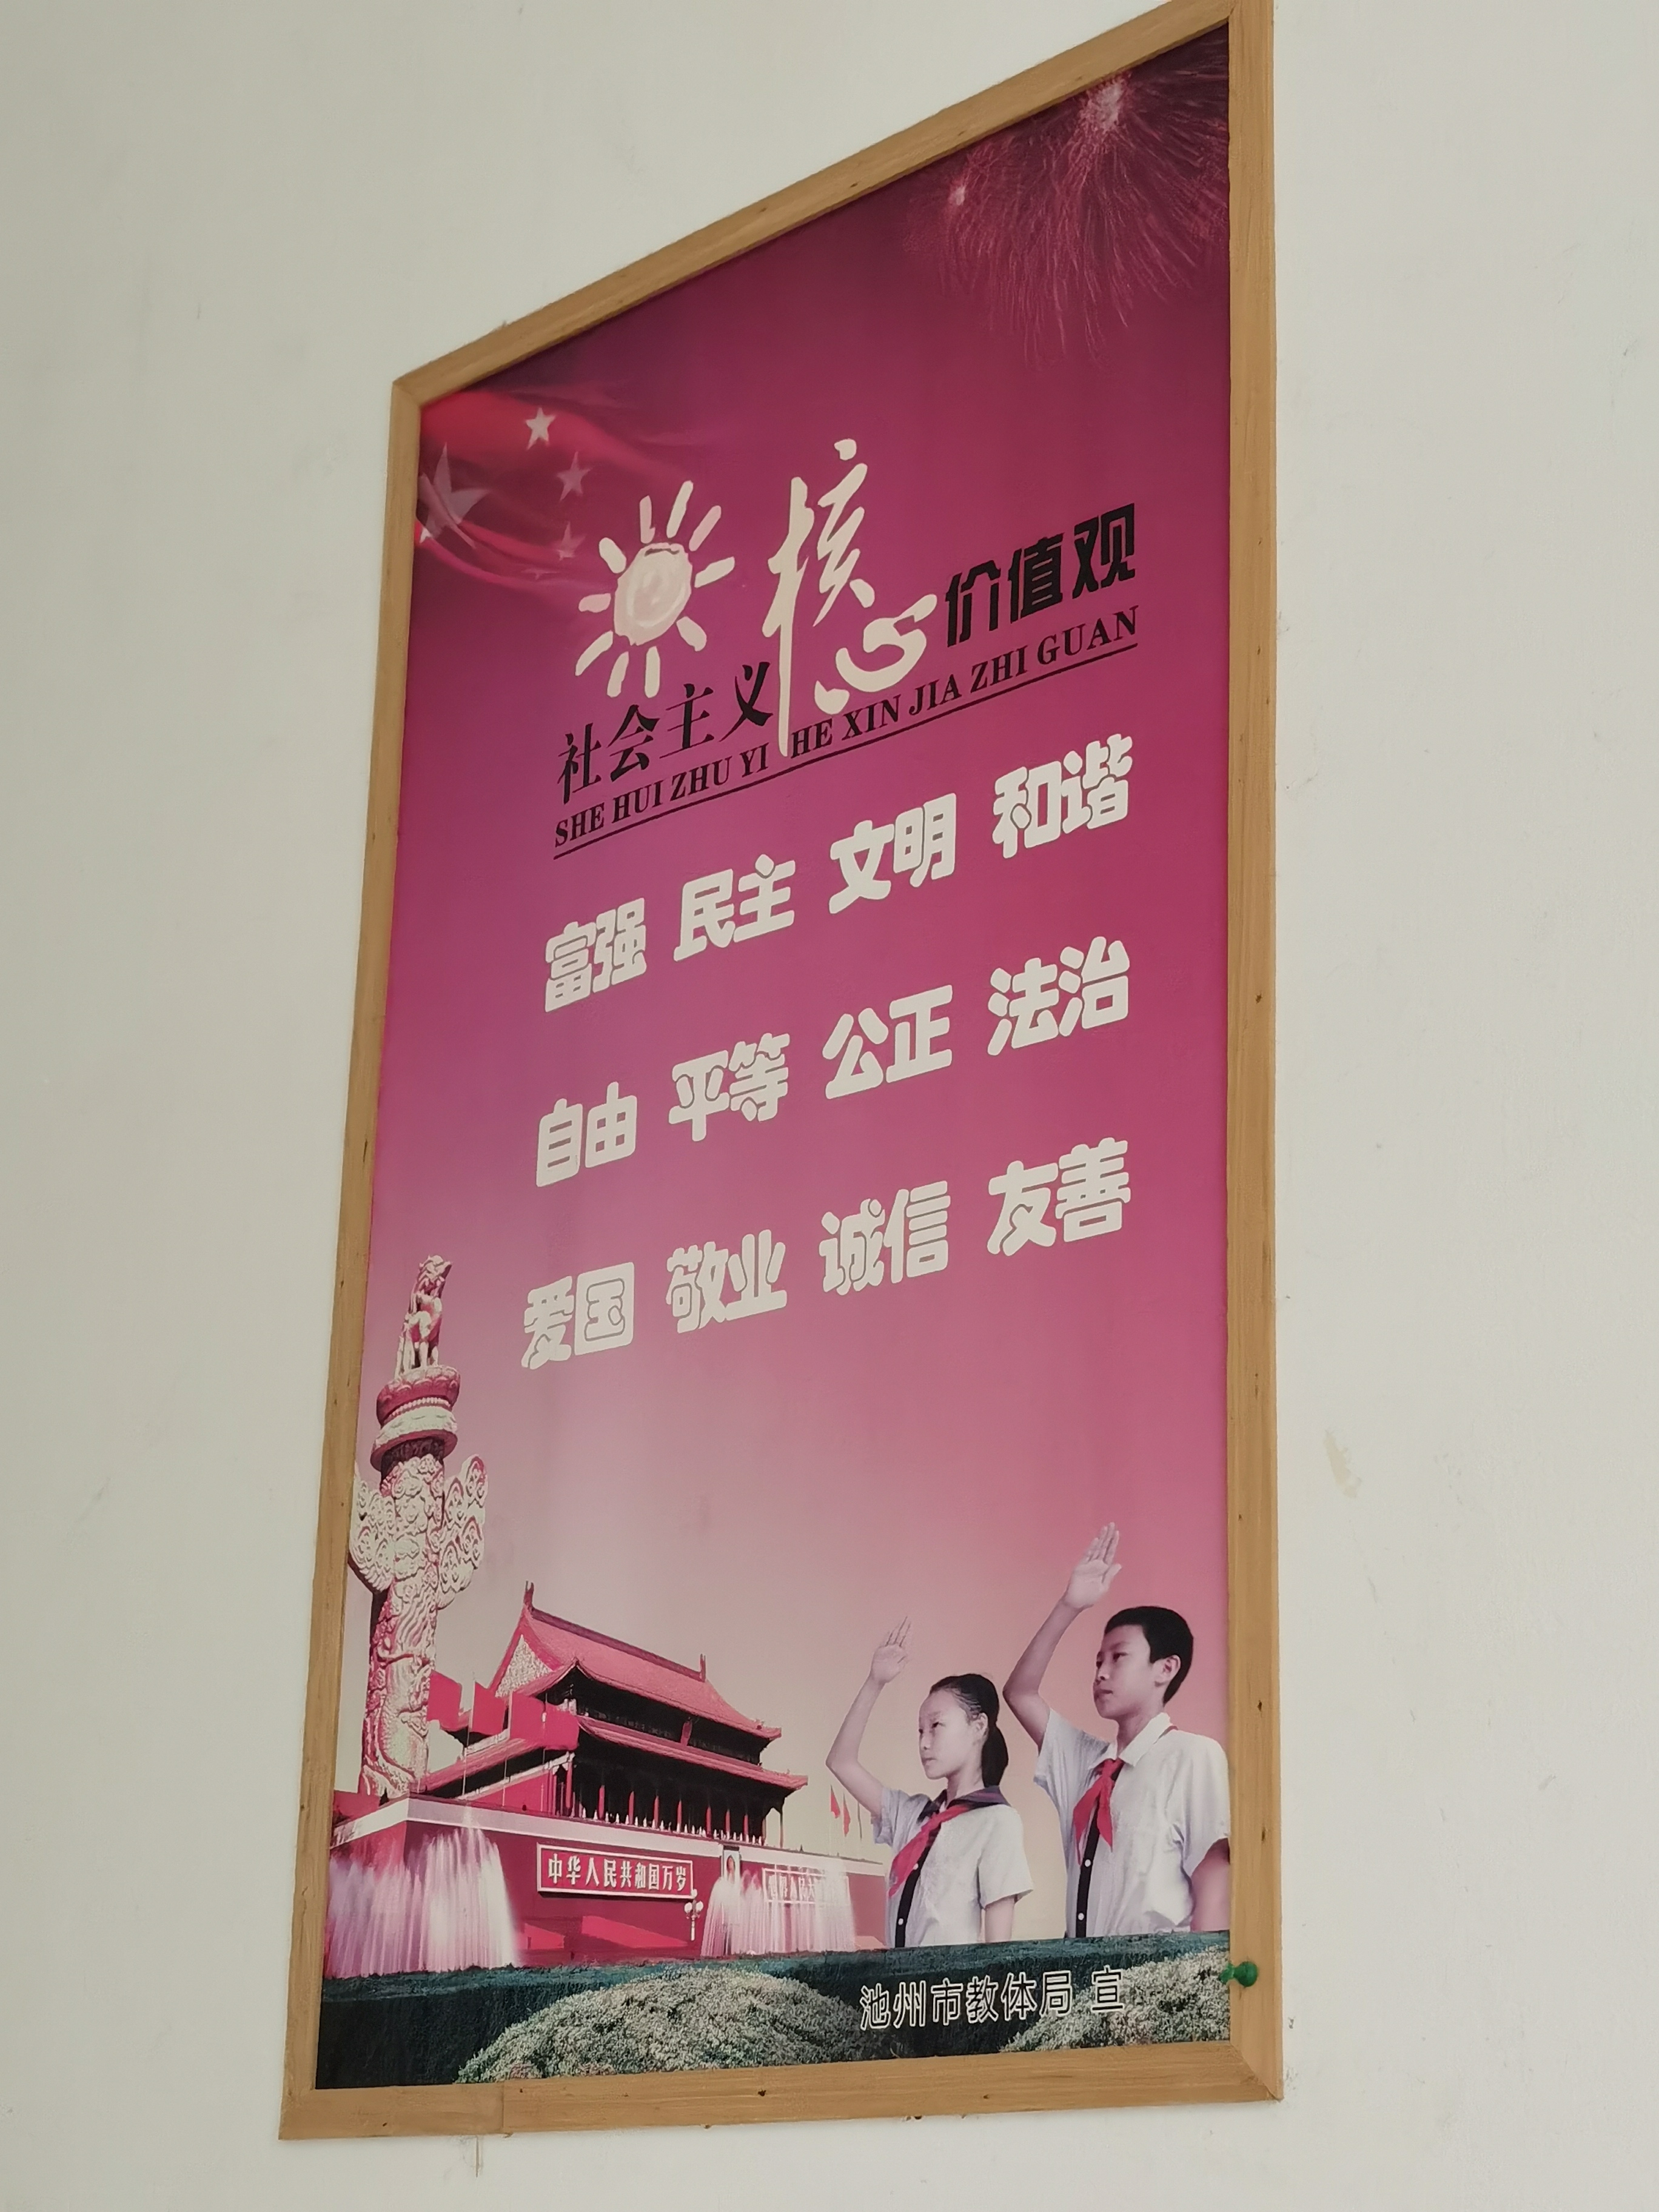 社会主义核心价值观
SHE HUI ZHU YI HE XIN JIA ZHI GUAN
富强 民主 文明 和谐
自由 平等 公正 法治
爱国 敬业 诚信 友善
中华人民共和国万岁
池州市教体局 宣